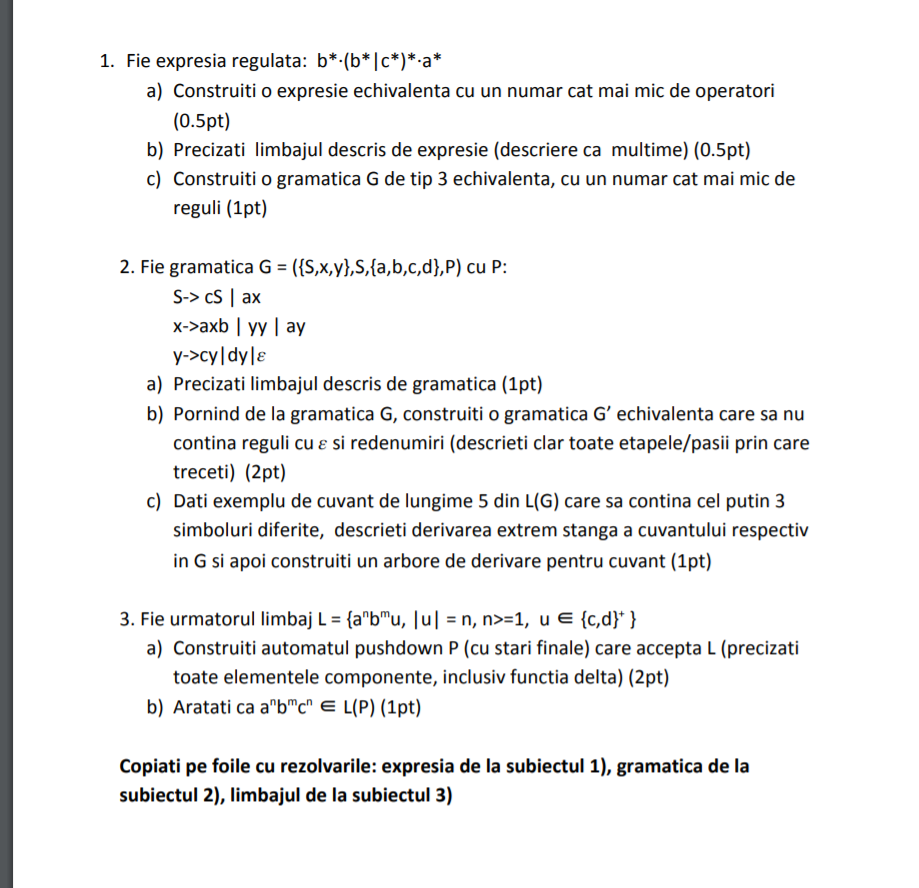 1. Fie expresia regulata: b*·(b*|c*)*·a*
a) Construiti o expresie echivalenta cu un numar cat mai mic de operatori
(0.5pt)
b) Precizati limbajul descris de expresie (descriere ca multime) (0.5pt)
c) Construiti o gramatica G de tip 3 echivalenta, cu un numar cat mai mic de
reguli (1pt)
2. Fie gramatica G = ({S,x,y},S,{a,b,c,d},P) cu P:
S-> cS | ax
x->axb | yy | ay
y->cy|dy|ε
a) Precizati limbajul descris de gramatica (1pt)
b) Pornind de la gramatica G, construiti o gramatica G’ echivalenta care sa nu
contina reguli cu ε si redenumiri (descrieti clar toate etapele/pasii prin care
treceti) (2pt)
c) Dati exemplu de cuvant de lungime 5 din L(G) care sa contina cel putin 3
simboluri diferite, descrieti derivarea extrem stanga a cuvantului respectiv
in G si apoi construiti un arbore de derivare pentru cuvant (1pt)
3. Fie urmatorul limbaj L = {aⁿbᵐu, |u| = n, n>=1, u ∈ {c,d}⁺ }
a) Construiti automatul pushdown P (cu stari finale) care accepta L (precizati
toate elementele componente, inclusiv functia delta) (2pt)
b) Aratati ca aⁿbᵐcⁿ ∈ L(P) (1pt)
Copiati pe foile cu rezolvarile: expresia de la subiectul 1), gramatica de la
subiectul 2), limbajul de la subiectul 3)